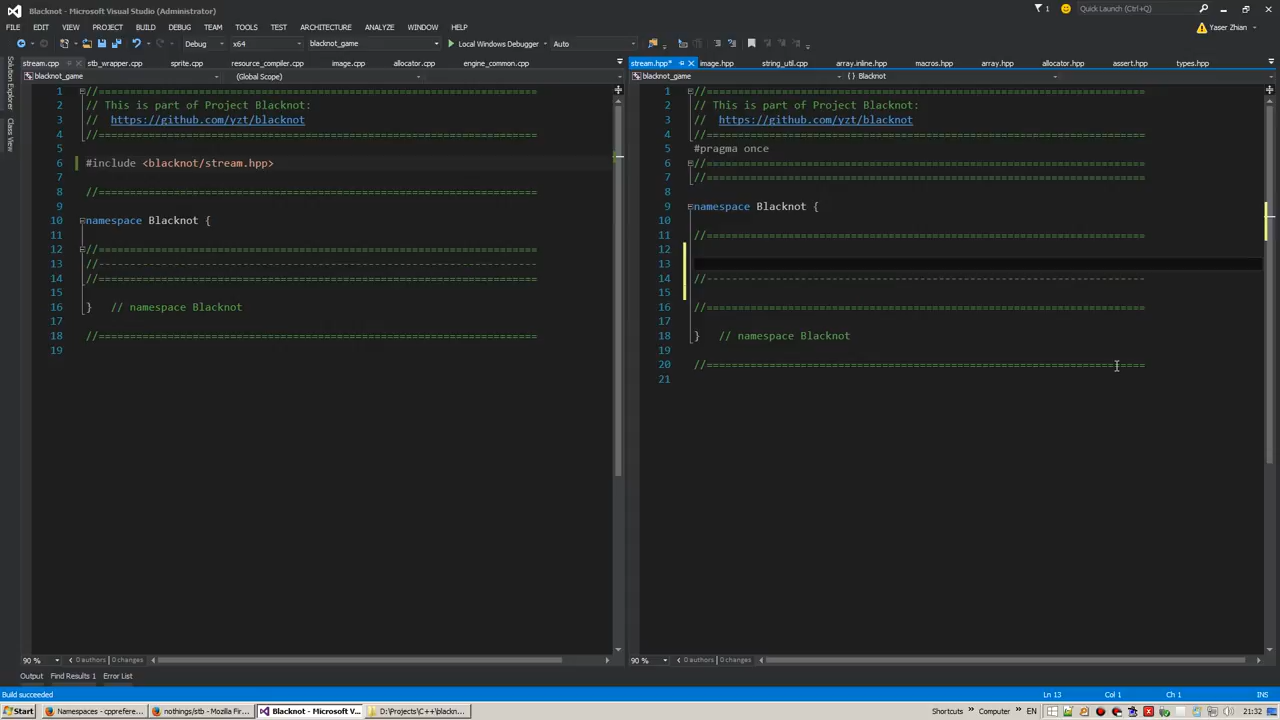 Blacknot - Microsoft Visual Studio (Administrator)
1
Quick Launch (Ctrl+Q)
FILE EDIT VIEW PROJECT BUILD DEBUG TEAM TOOLS TEST ARCHITECTURE ANALYZE WINDOW HELP
Yaser Zhian
Debug x64 blacknot_game Local Windows Debugger Auto
Solution Explorer
Class View
stream.cpp stb_wrapper.cpp sprite.cpp resource_compiler.cpp image.cpp allocator.cpp engine_common.cpp
blacknot_game (Global Scope)
1 //=====================================================================
2 // This is part of Project Blacknot:
3 //  https://github.com/yzt/blacknot
4 //=====================================================================
5
6 #include <blacknot/stream.hpp>
7
8 //=====================================================================
9
10 namespace Blacknot {
11
12 //=====================================================================
13 //---------------------------------------------------------------------
14 //=====================================================================
15
16 }   // namespace Blacknot
17
18 //=====================================================================
19
90 % 0 authors | 0 changes
stream.hpp* image.hpp string_util.cpp array.inline.hpp macros.hpp array.hpp allocator.hpp assert.hpp types.hpp
blacknot_game { } Blacknot
1 //=====================================================================
2 // This is part of Project Blacknot:
3 //  https://github.com/yzt/blacknot
4 //=====================================================================
5 #pragma once
6 //=====================================================================
7 //=====================================================================
8
9 namespace Blacknot {
10
11 //=====================================================================
12
13
14 //---------------------------------------------------------------------
15
16 //=====================================================================
17
18 }   // namespace Blacknot
19
20 //=====================================================================
21
90 % 0 authors | 0 changes
Output Find Results 1 Error List
Build succeeded Ln 13 Col 1 Ch 1 INS
Start Namespaces - cpprefere... nothings/stb - Mozilla Fir... Blacknot - Microsoft V... D:\Projects\C++\blackn... Shortcuts » Computer » EN 21:32